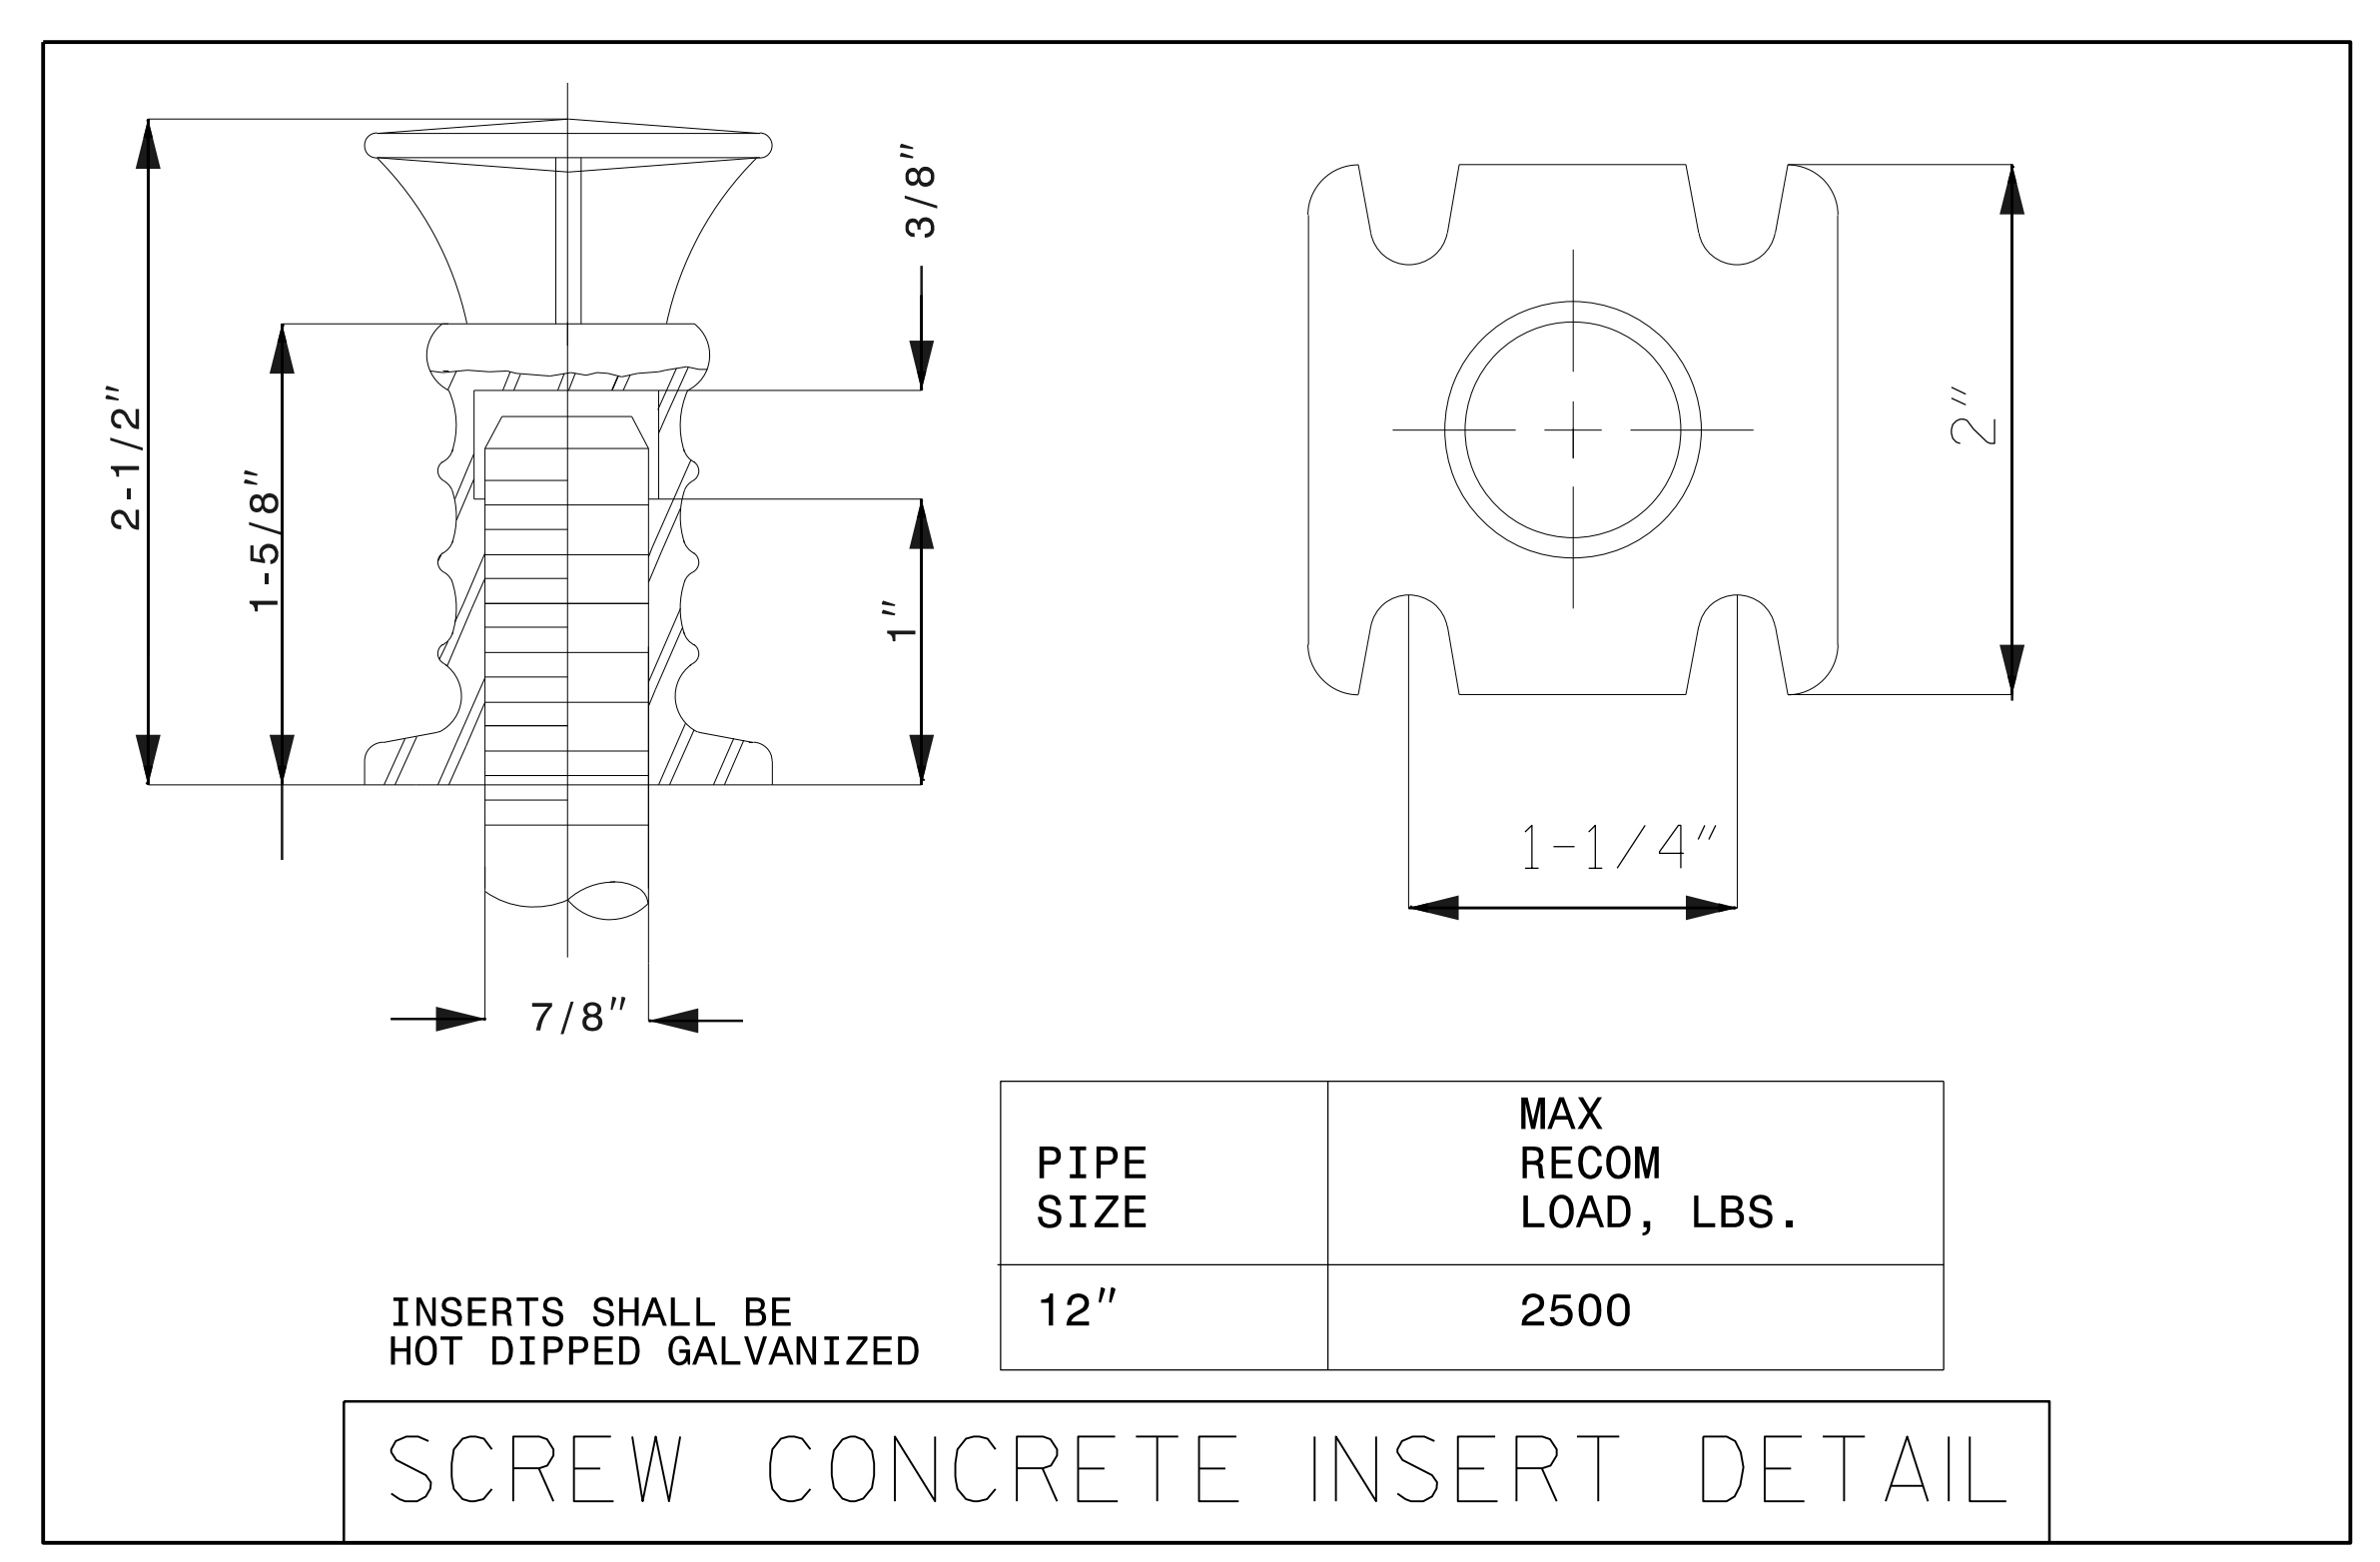 2-1/2"
1-5/8"
3/8"
1"
7/8"
2"
1-1/4"
PIPE
SIZE
MAX
RECOM
LOAD, LBS.
12"
2500
INSERTS SHALL BE
HOT DIPPED GALVANIZED
SCREW CONCRETE INSERT DETAIL